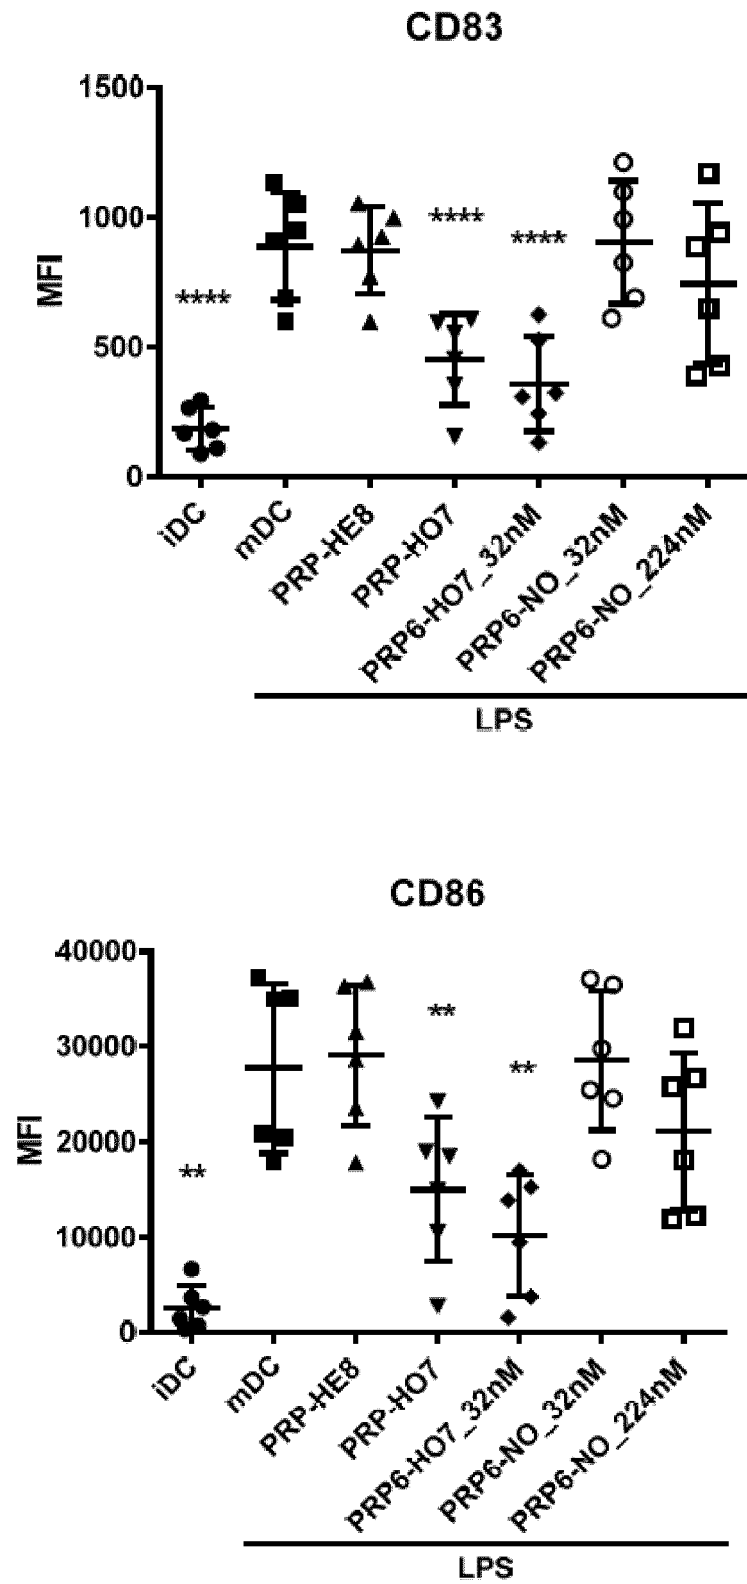 CD83
MFI
1500
1000
500
0
****
****
****
iDC
mDC
PRP-HE8
PRP-HO7
PRP6-HO7_32nM
PRP6-NO_32nM
PRP6-NO_224nM
LPS
CD86
MFI
40000
30000
20000
10000
0
**
**
**
iDC
mDC
PRP-HE8
PRP-HO7
PRP6-HO7_32nM
PRP6-NO_32nM
PRP6-NO_224nM
LPS